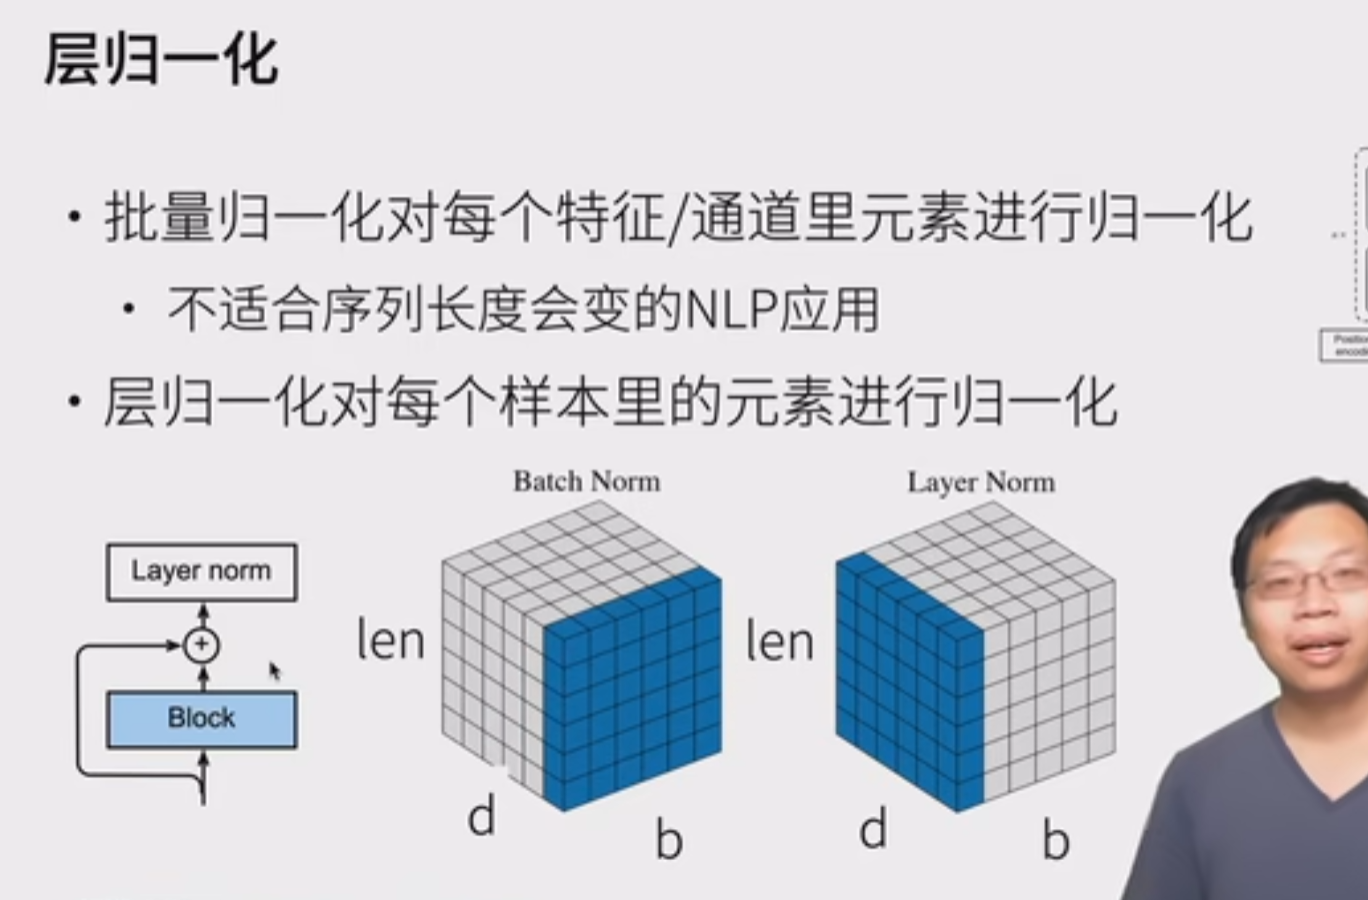 层归一化
• 批量归一化对每个特征/通道里元素进行归一化
• 不适合序列长度会变的NLP应用
• 层归一化对每个样本里的元素进行归一化
Batch Norm
Layer Norm
Layer norm
+
len
len
Block
d
b
d
b